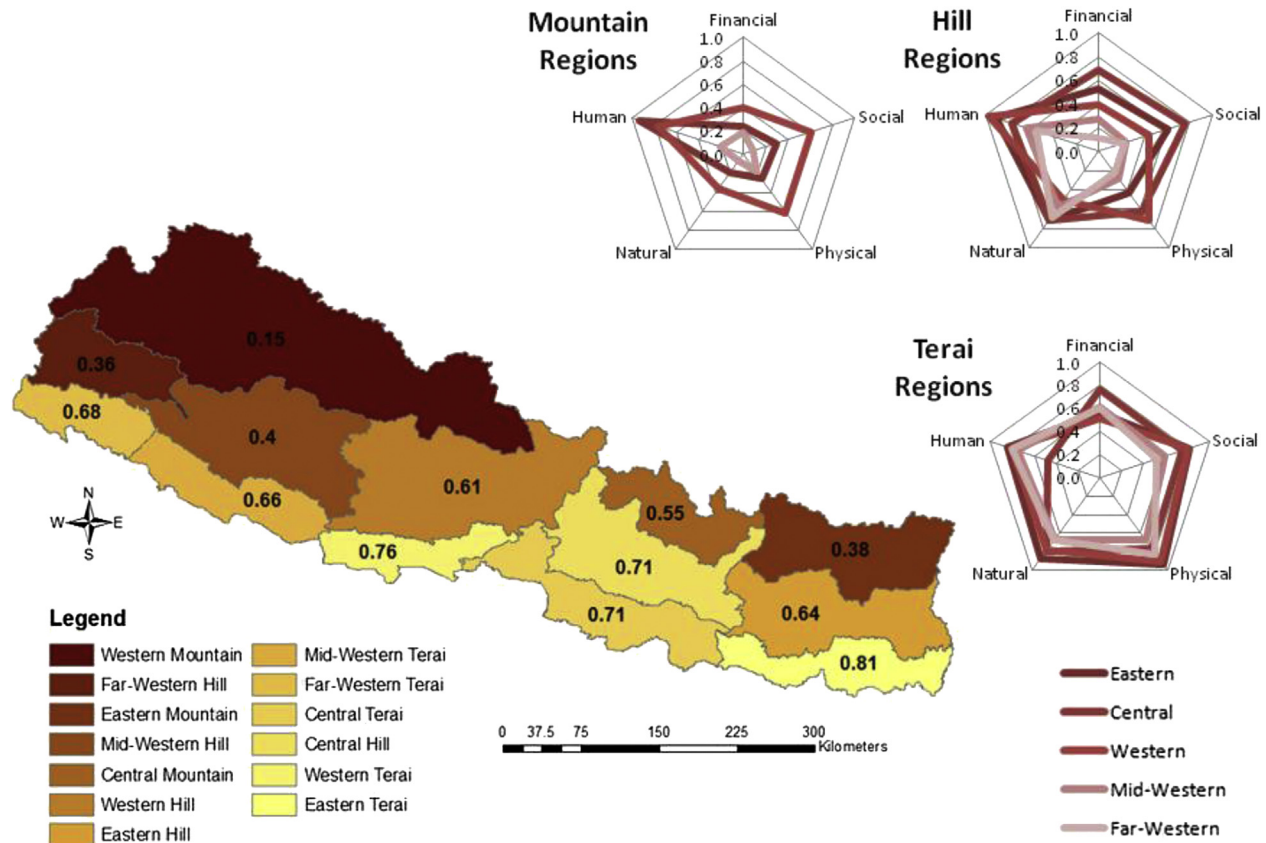 Mountain
Regions
Financial
1.0
0.8
0.6
0.4
0.2
0.0
Human
Social
Natural
Physical
Hill
Regions
Financial
1.0
0.8
0.6
0.4
0.2
0.0
Human
Social
Natural
Physical
Terai
Regions
Financial
1.0
0.8
0.6
0.4
0.2
0.0
Human
Social
Natural
Physical
0.15
0.36
0.68
0.4
0.66
0.61
0.76
0.55
0.71
0.71
0.38
0.64
0.81
N
W E
S
Legend
Western Mountain
Far-Western Hill
Eastern Mountain
Mid-Western Hill
Central Mountain
Western Hill
Eastern Hill
Mid-Western Terai
Far-Western Terai
Central Terai
Central Hill
Western Terai
Eastern Terai
0 37.5 75 150 225 300
Kilometers
Eastern
Central
Western
Mid-Western
Far-Western